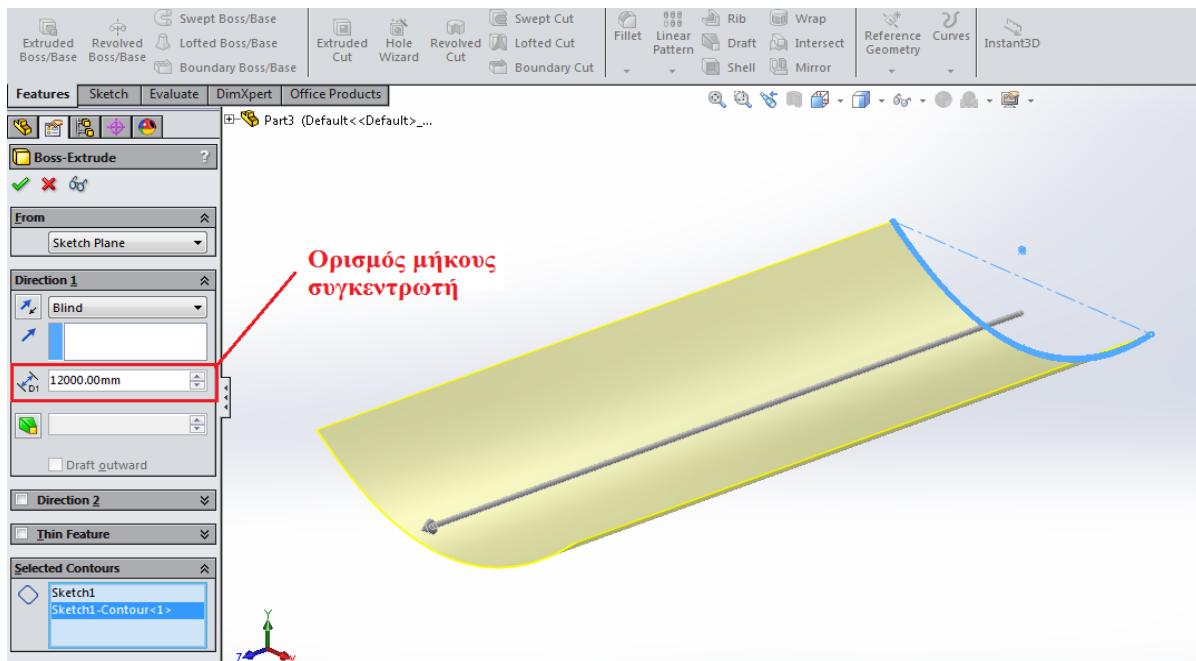 Extruded Boss/Base
Revolved Boss/Base
Swept Boss/Base
Lofted Boss/Base
Boundary Boss/Base
Extruded Cut
Hole Wizard
Revolved Cut
Swept Cut
Lofted Cut
Boundary Cut
Fillet
Linear Pattern
Rib
Draft
Shell
Wrap
Intersect
Mirror
Reference Geometry
Curves
Instant3D
Features
Sketch
Evaluate
DimXpert
Office Products
Part3 (Default<<Default>_...
Boss-Extrude
?
From
Sketch Plane
Direction 1
Blind
D1
12000.00mm
Draft outward
Direction 2
Thin Feature
Selected Contours
Sketch1
Sketch1-Contour<1>
Ορισμός μήκους
συγκεντρωτή
Y
Z